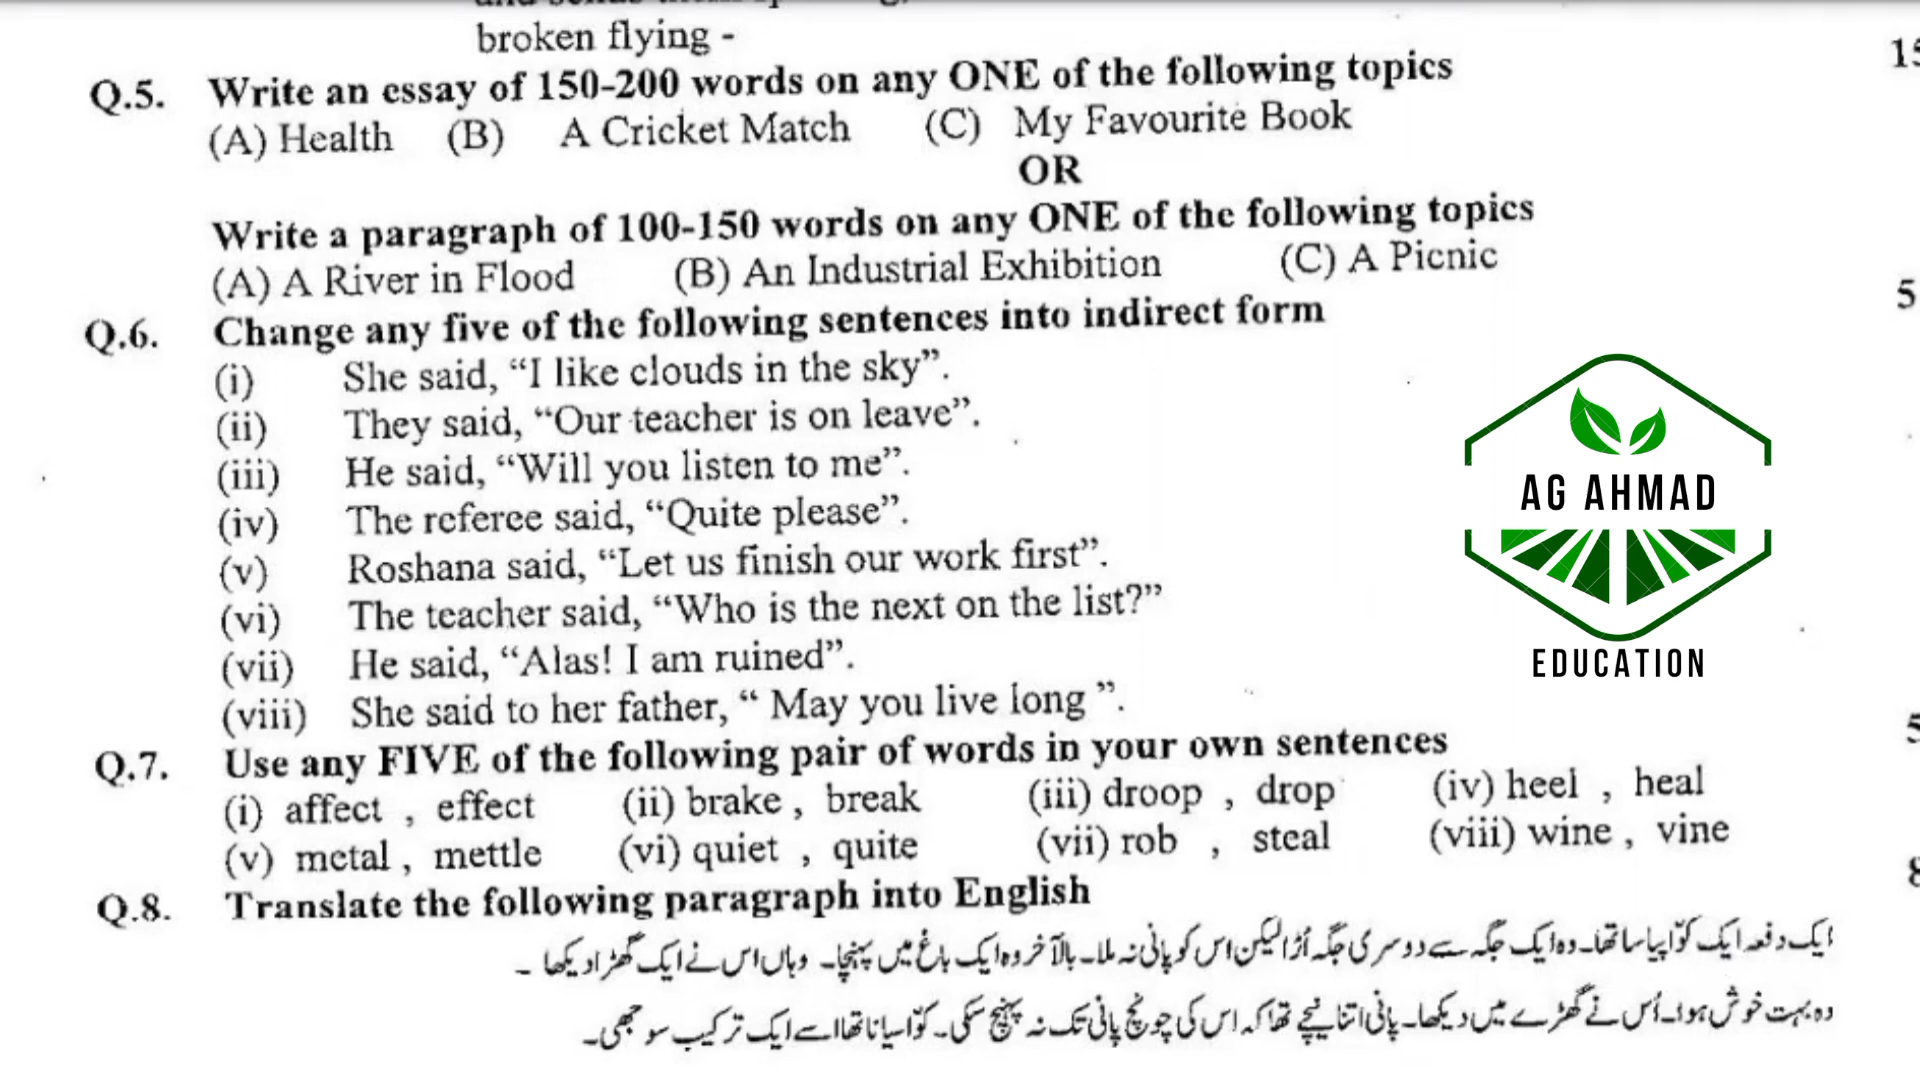 broken flying -
15
Q.5. Write an essay of 150-200 words on any ONE of the following topics
(A) Health (B) A Cricket Match (C) My Favourite Book
OR
Write a paragraph of 100-150 words on any ONE of the following topics
(A) A River in Flood (B) An Industrial Exhibition (C) A Picnic
Q.6. Change any five of the following sentences into indirect form 5
(i) She said, “I like clouds in the sky”.
(ii) They said, “Our teacher is on leave”.
(iii) He said, “Will you listen to me”.
(iv) The referee said, “Quite please”.
(v) Roshana said, “Let us finish our work first”.
(vi) The teacher said, “Who is the next on the list?”
(vii) He said, “Alas! I am ruined”.
(viii) She said to her father, “ May you live long ”.
AG AHMAD
EDUCATION
Q.7. Use any FIVE of the following pair of words in your own sentences 5
(i) affect , effect (ii) brake , break (iii) droop , drop (iv) heel , heal
(v) metal , mettle (vi) quiet , quite (vii) rob , steal (viii) wine , vine
Q.8. Translate the following paragraph into English 8
ایک دفعہ ایک کوّا پیاسا تھا۔ وہ ایک جگہ سے دوسری جگہ اُڑا لیکن اس کو پانی نہ ملا۔ بالآخر وہ ایک باغ میں پہنچا۔ وہاں اس نے ایک گھڑا دیکھا ۔
وہ بہت خوش ہوا۔ اُس نے گھڑے میں دیکھا۔ پانی اتنا نیچے تھا کہ اس کی چونچ پانی تک نہ پہنچ سکی۔ کوّا سیانا تھا اسے ایک ترکیب سوجھی۔